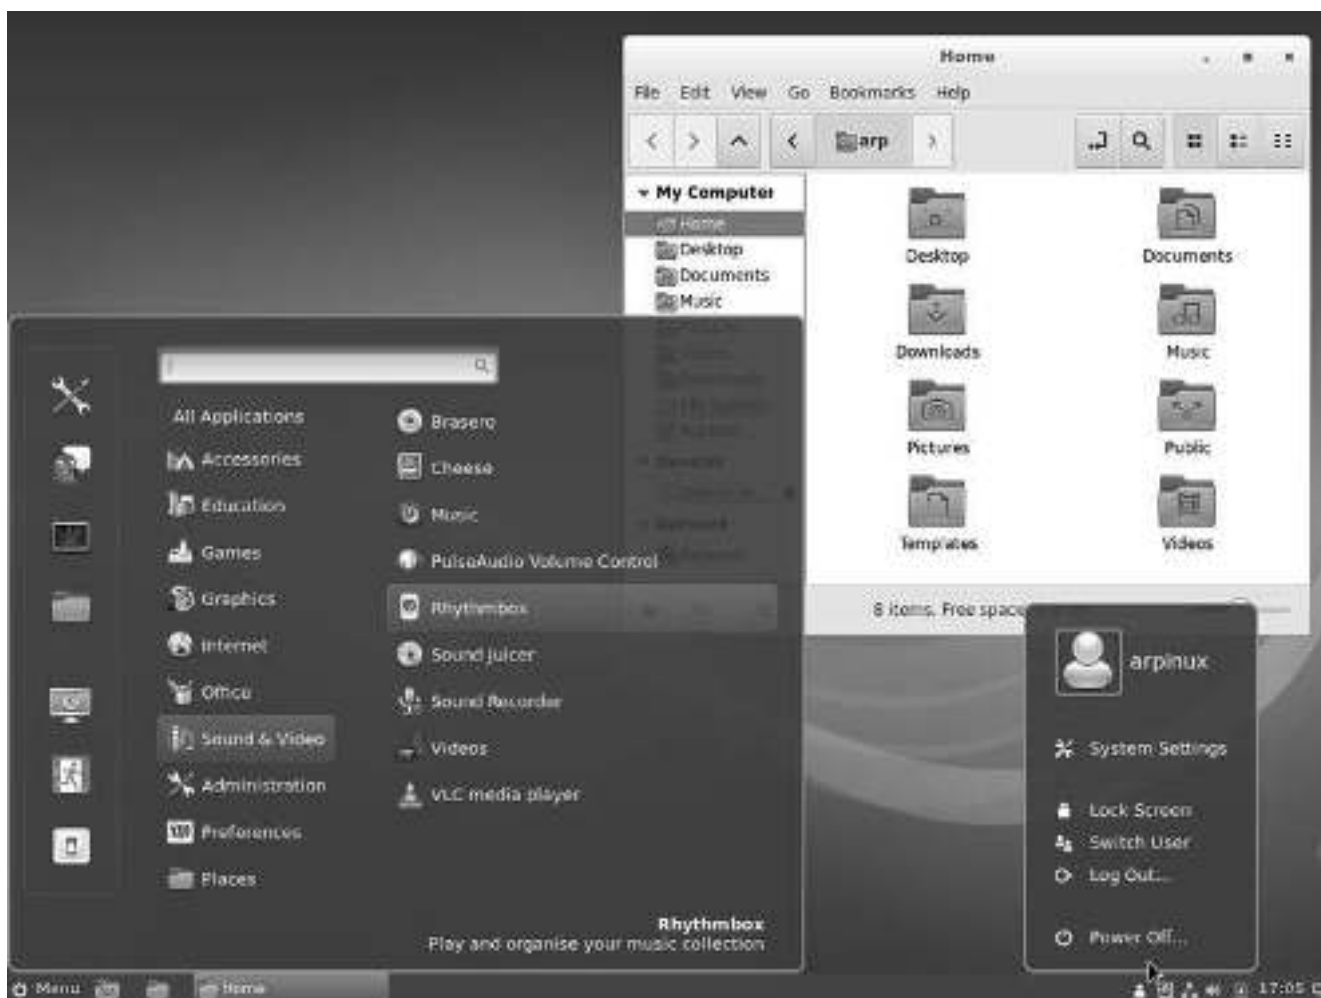 Home
File Edit View Go Bookmarks Help
arp
My Computer
Home
Desktop
Documents
Music
Desktop
Documents
Downloads
Music
Pictures
Public
Templates
Videos
8 items, Free space
All Applications
Accessories
Education
Games
Graphics
Internet
Office
Sound & Video
Administration
Preferences
Places
Brasero
Cheese
Music
PulseAudio Volume Control
Rhythmbox
Sound Juicer
Sound Recorder
Videos
VLC media player
Rhythmbox
Play and organise your music collection
arpinux
System Settings
Lock Screen
Switch User
Log Out...
Power Off...
Menu
Home
17:05